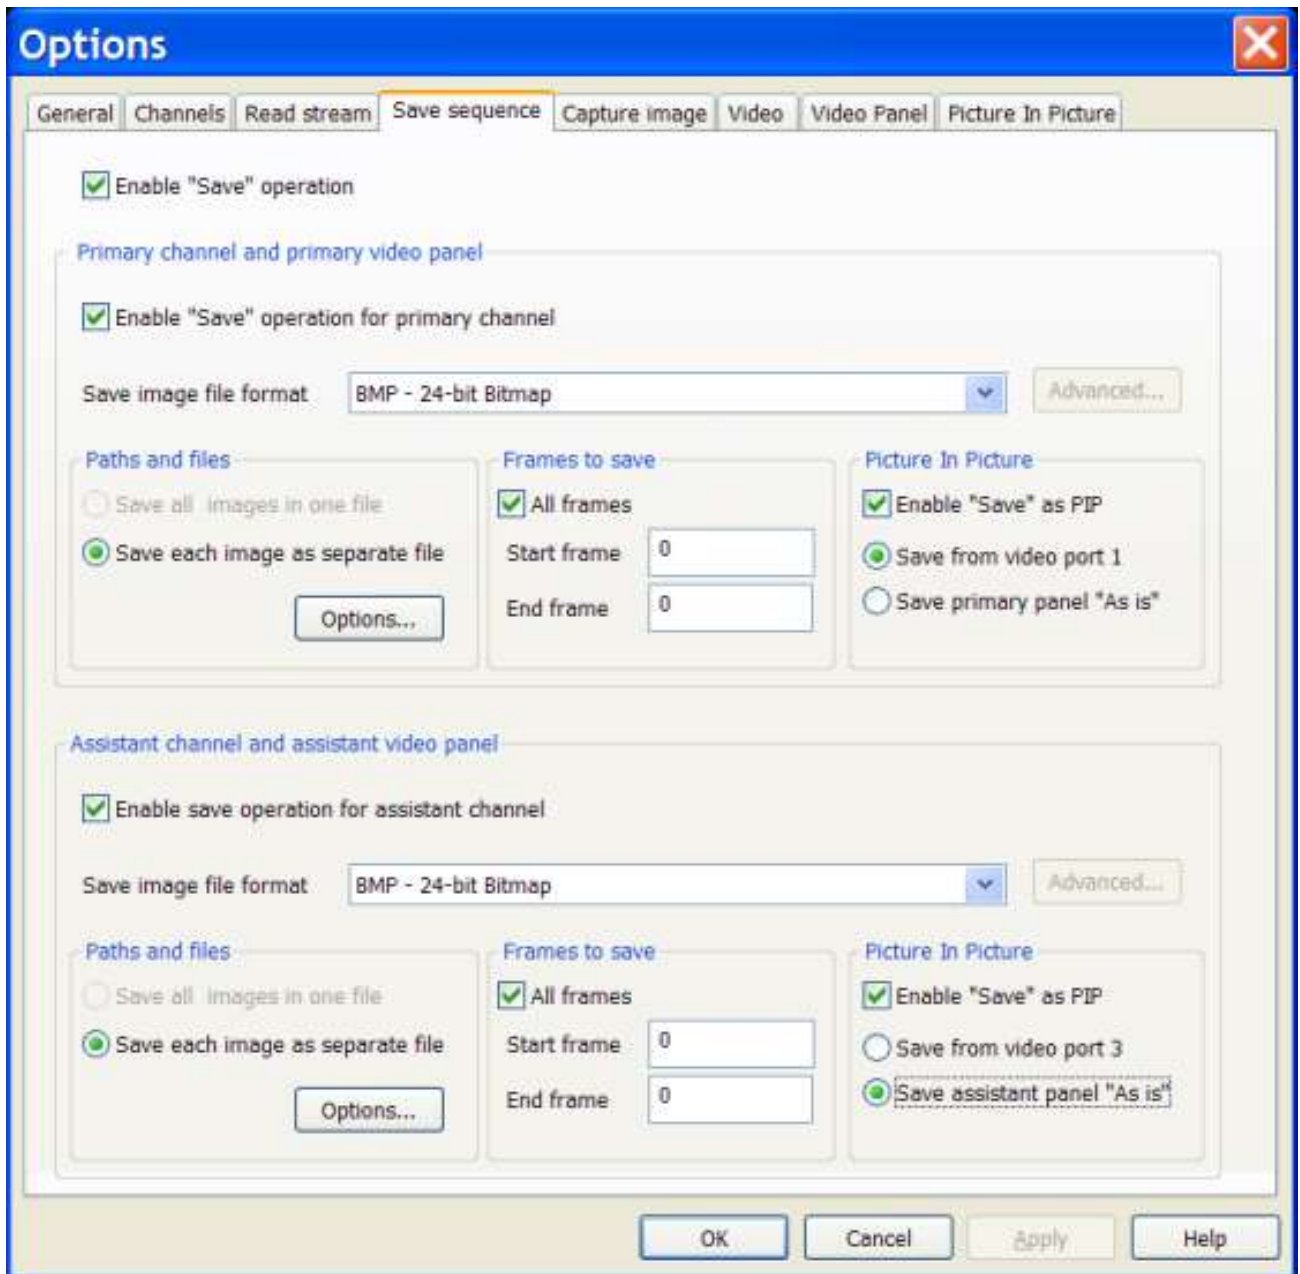 Options
General Channels Read stream Save sequence Capture image Video Video Panel Picture In Picture
Enable "Save" operation
Primary channel and primary video panel
Enable "Save" operation for primary channel
Save image file format BMP - 24-bit Bitmap Advanced...
Paths and files Frames to save Picture In Picture
Save all images in one file All frames Enable "Save" as PIP
Save each image as separate file Start frame 0 Save from video port 1
Options... End frame 0 Save primary panel "As is"
Assistant channel and assistant video panel
Enable save operation for assistant channel
Save image file format BMP - 24-bit Bitmap Advanced...
Paths and files Frames to save Picture In Picture
Save all images in one file All frames Enable "Save" as PIP
Save each image as separate file Start frame 0 Save from video port 3
Options... End frame 0 Save assistant panel "As is"
OK Cancel Apply Help